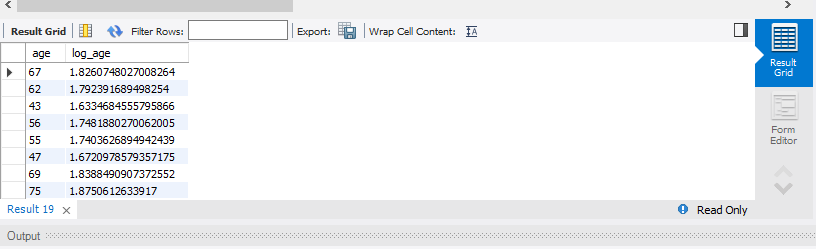 Result Grid Filter Rows: Export: Wrap Cell Content:
age log_age
67 1.8260748027008264
62 1.792391689498254
43 1.6334684555795866
56 1.7481880270062005
55 1.7403626894942439
47 1.6720978579357175
69 1.8388490907372552
75 1.8750612633917
Result Grid
Form Editor
Result 19 Read Only
Output